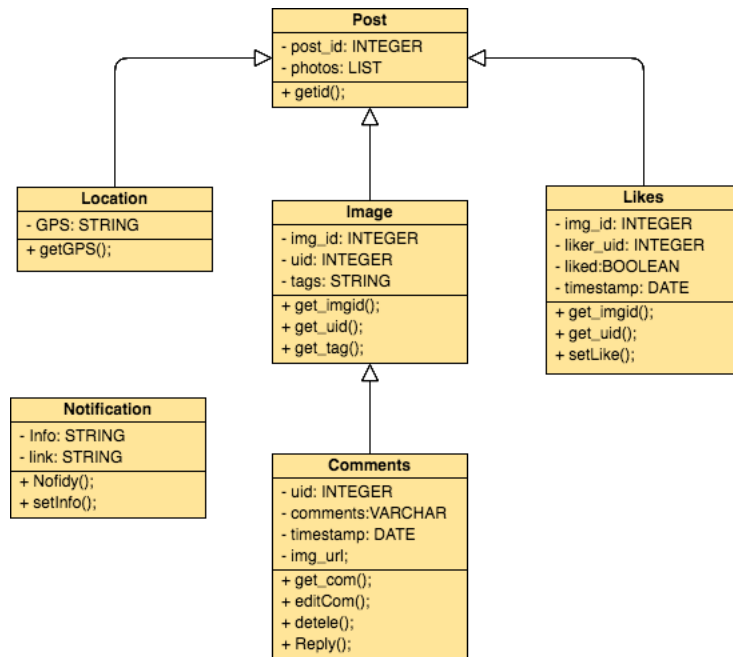 Post
- post_id: INTEGER
- photos: LIST
+ getid();
Location
- GPS: STRING
+ getGPS();
Image
- img_id: INTEGER
- uid: INTEGER
- tags: STRING
+ get_imgid();
+ get_uid();
+ get_tag();
Likes
- img_id: INTEGER
- liker_uid: INTEGER
- liked:BOOLEAN
- timestamp: DATE
+ get_imgid();
+ get_uid();
+ setLike();
Notification
- Info: STRING
- link: STRING
+ Nofidy();
+ setInfo();
Comments
- uid: INTEGER
- comments:VARCHAR
- timestamp: DATE
- img_url;
+ get_com();
+ editCom();
+ detele();
+ Reply();